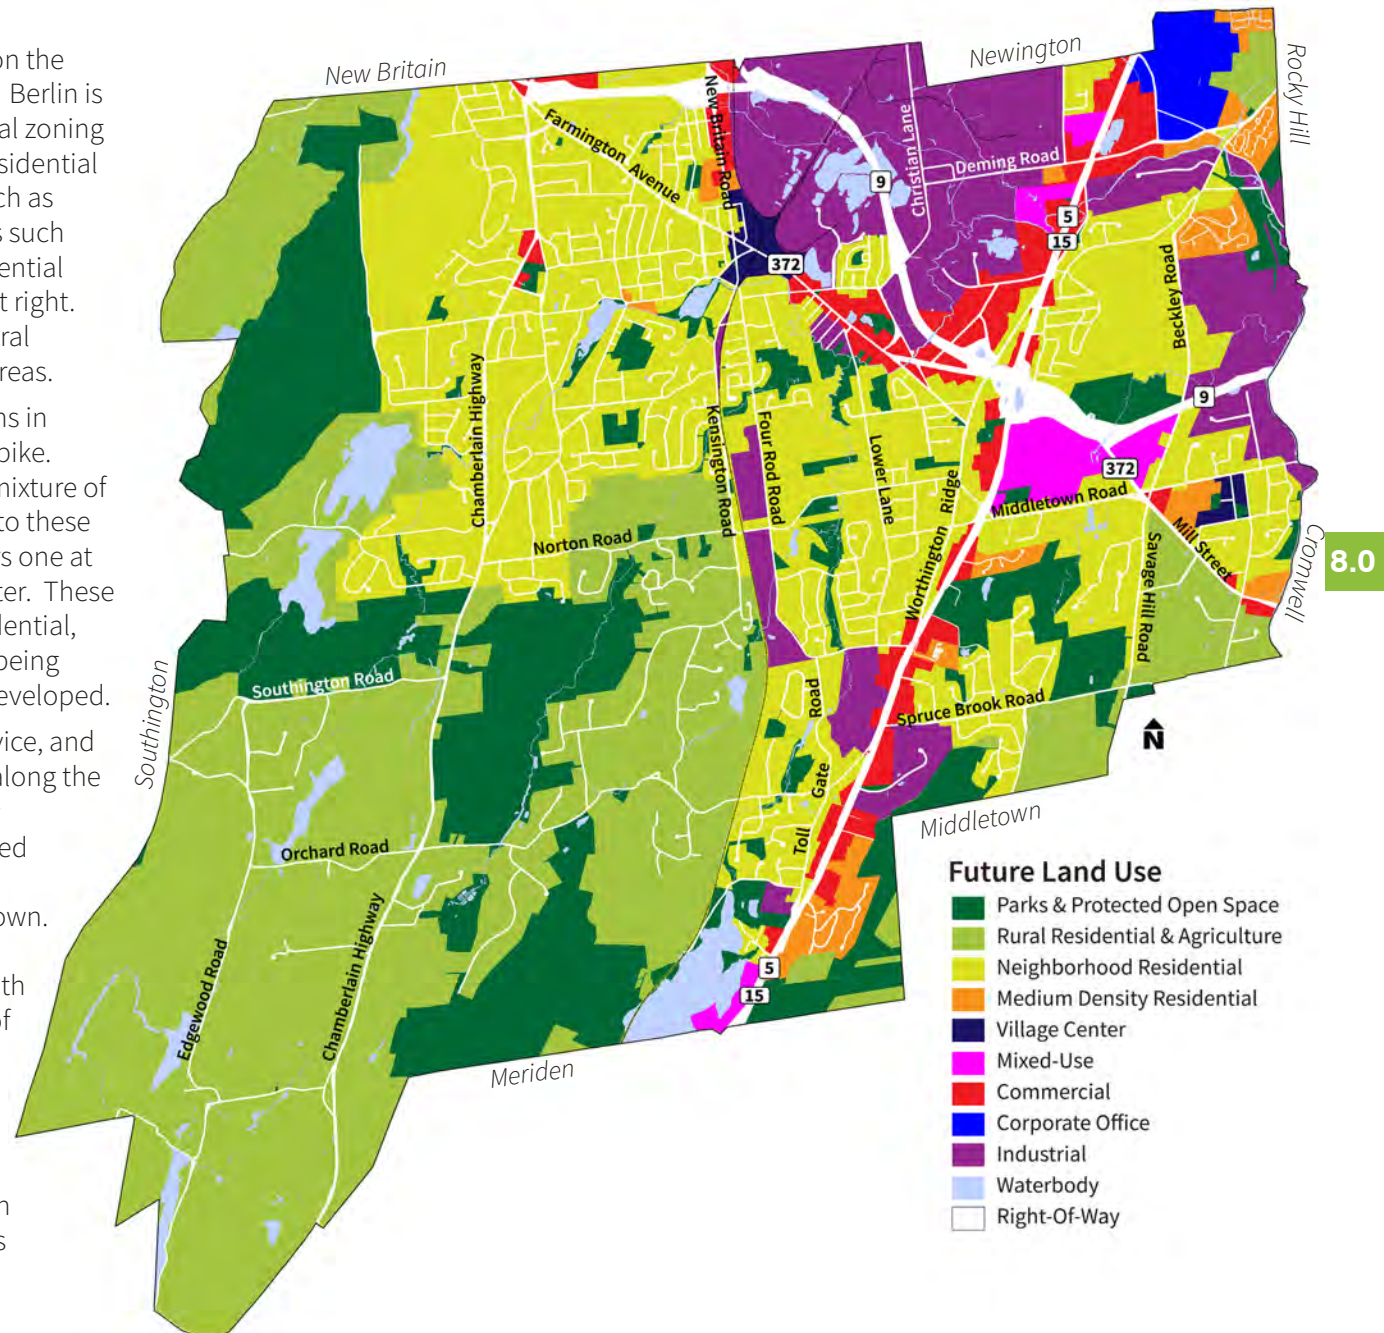 on the
Berlin is
al zoning
sidential
ch as
s such
ential
t right.
ral
reas.
ns in
pike.
mixture of
to these
s one at
ter. These
dential,
being
eveloped.
vice, and
along the
ed
own.
th
of
n
s
New Britain
Newington
Rocky Hill
Cromwell
Middletown
Meriden
Southington
New Britain Road
Farmington Avenue
Christian Lane
Deming Road
9
5
15
372
Beckley Road
9
Chamberlain Highway
Kensington Road
Four Rod Road
Lower Lane
Worthington Ridge
Middletown Road
372
Mill Street
Savage Hill Road
Norton Road
Southington Road
Spruce Brook Road
Toll Gate Road
Orchard Road
Edgewood Road
Chamberlain Highway
5
15
N
8.0
Future Land Use
Parks & Protected Open Space
Rural Residential & Agriculture
Neighborhood Residential
Medium Density Residential
Village Center
Mixed-Use
Commercial
Corporate Office
Industrial
Waterbody
Right-Of-Way